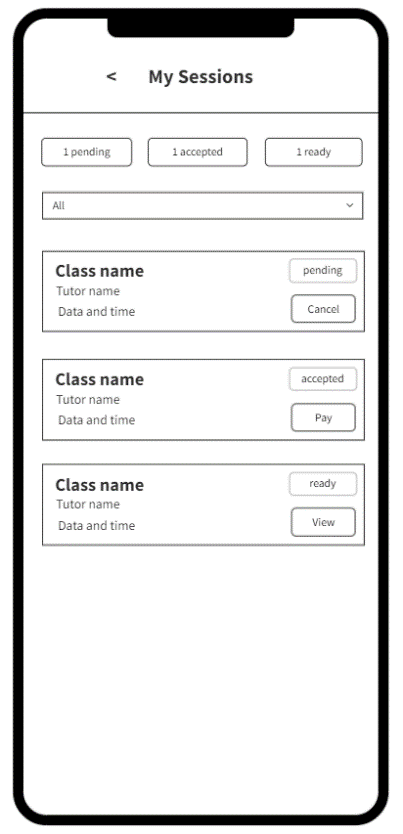 < My Sessions
1 pending 1 accepted 1 ready
All
Class name pending
Tutor name
Data and time Cancel
Class name accepted
Tutor name
Data and time Pay
Class name ready
Tutor name
Data and time View